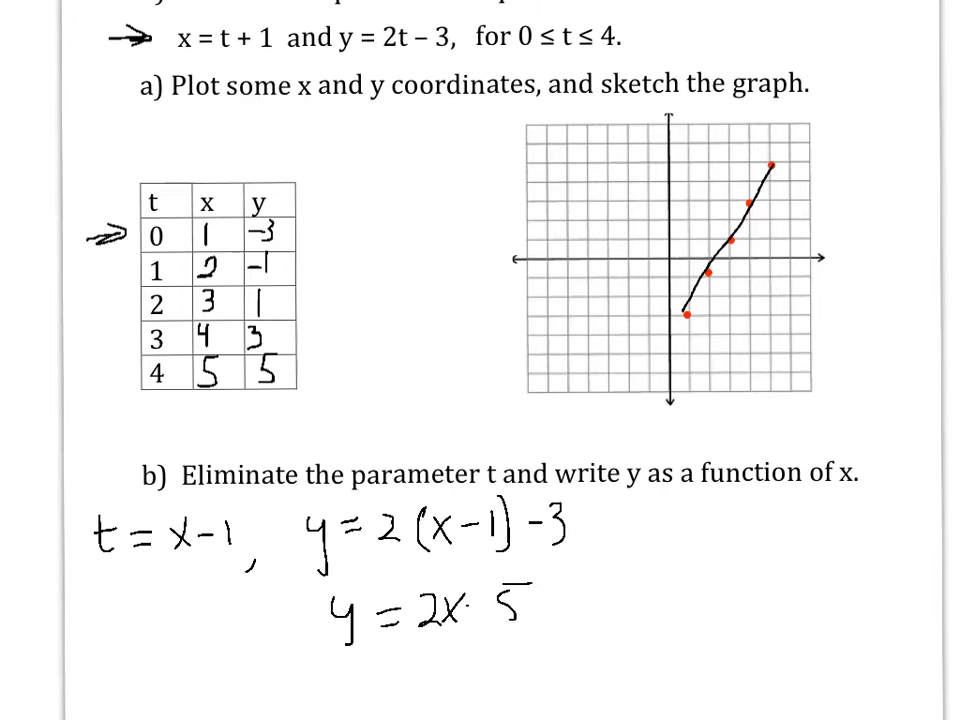 x = t + 1 and y = 2t – 3, for 0 ≤ t ≤ 4.
a) Plot some x and y coordinates, and sketch the graph.
t x y
0 1 -3
1 2 -1
2 3 1
3 4 3
4 5 5
b) Eliminate the parameter t and write y as a function of x.
t = x-1, y = 2(x-1)-3
y = 2x· 5